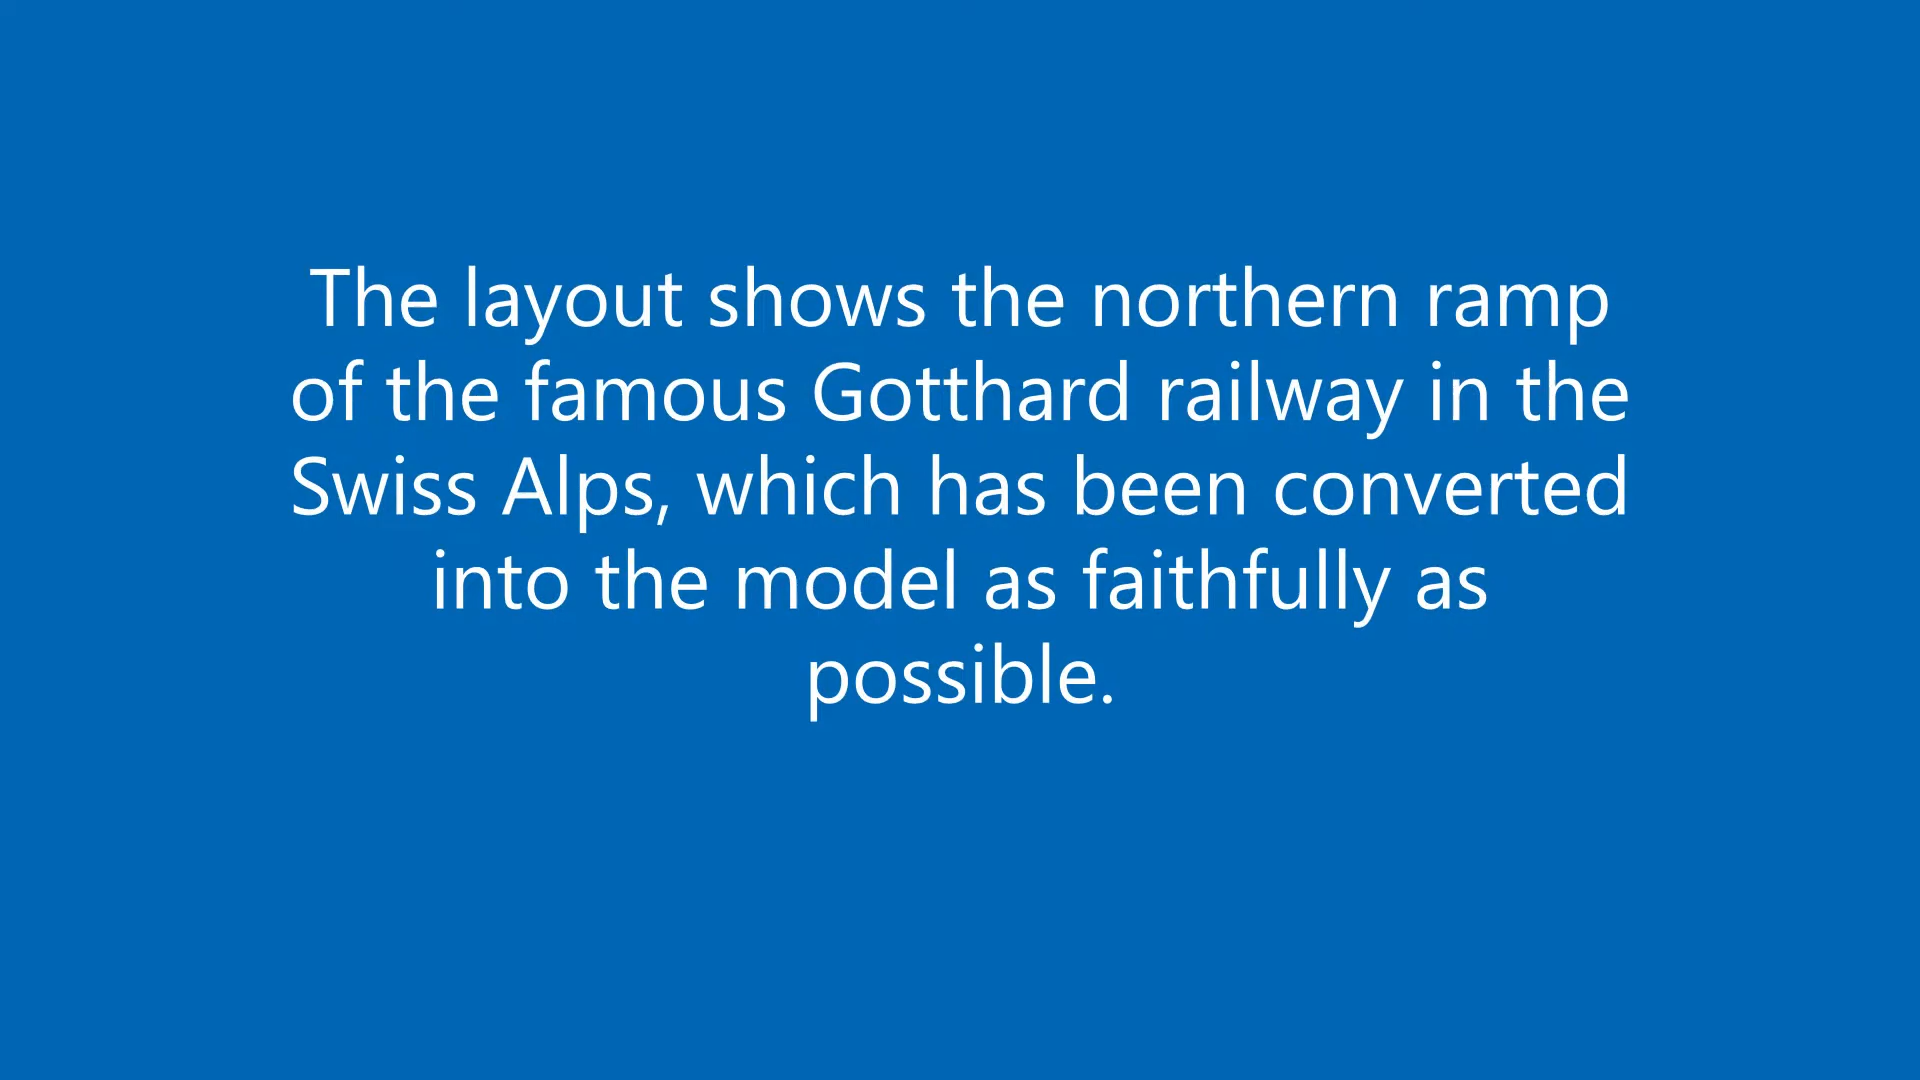 The layout shows the northern ramp
of the famous Gotthard railway in the
Swiss Alps, which has been converted
into the model as faithfully as
possible.